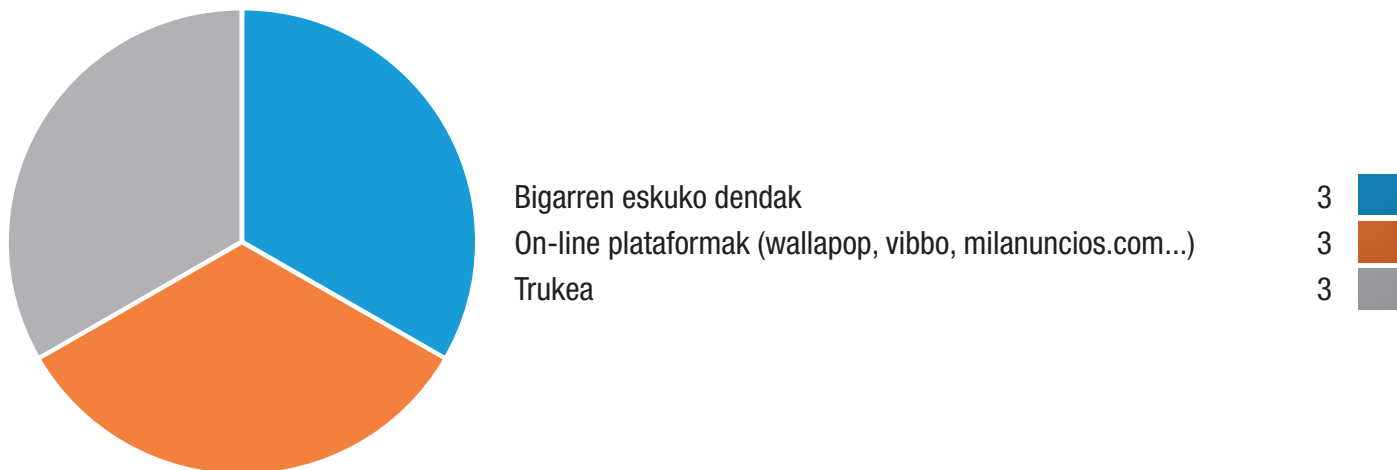 Bigarren eskuko dendak 3
On-line plataformak (wallapop, vibbo, milanuncios.com...) 3
Trukea 3